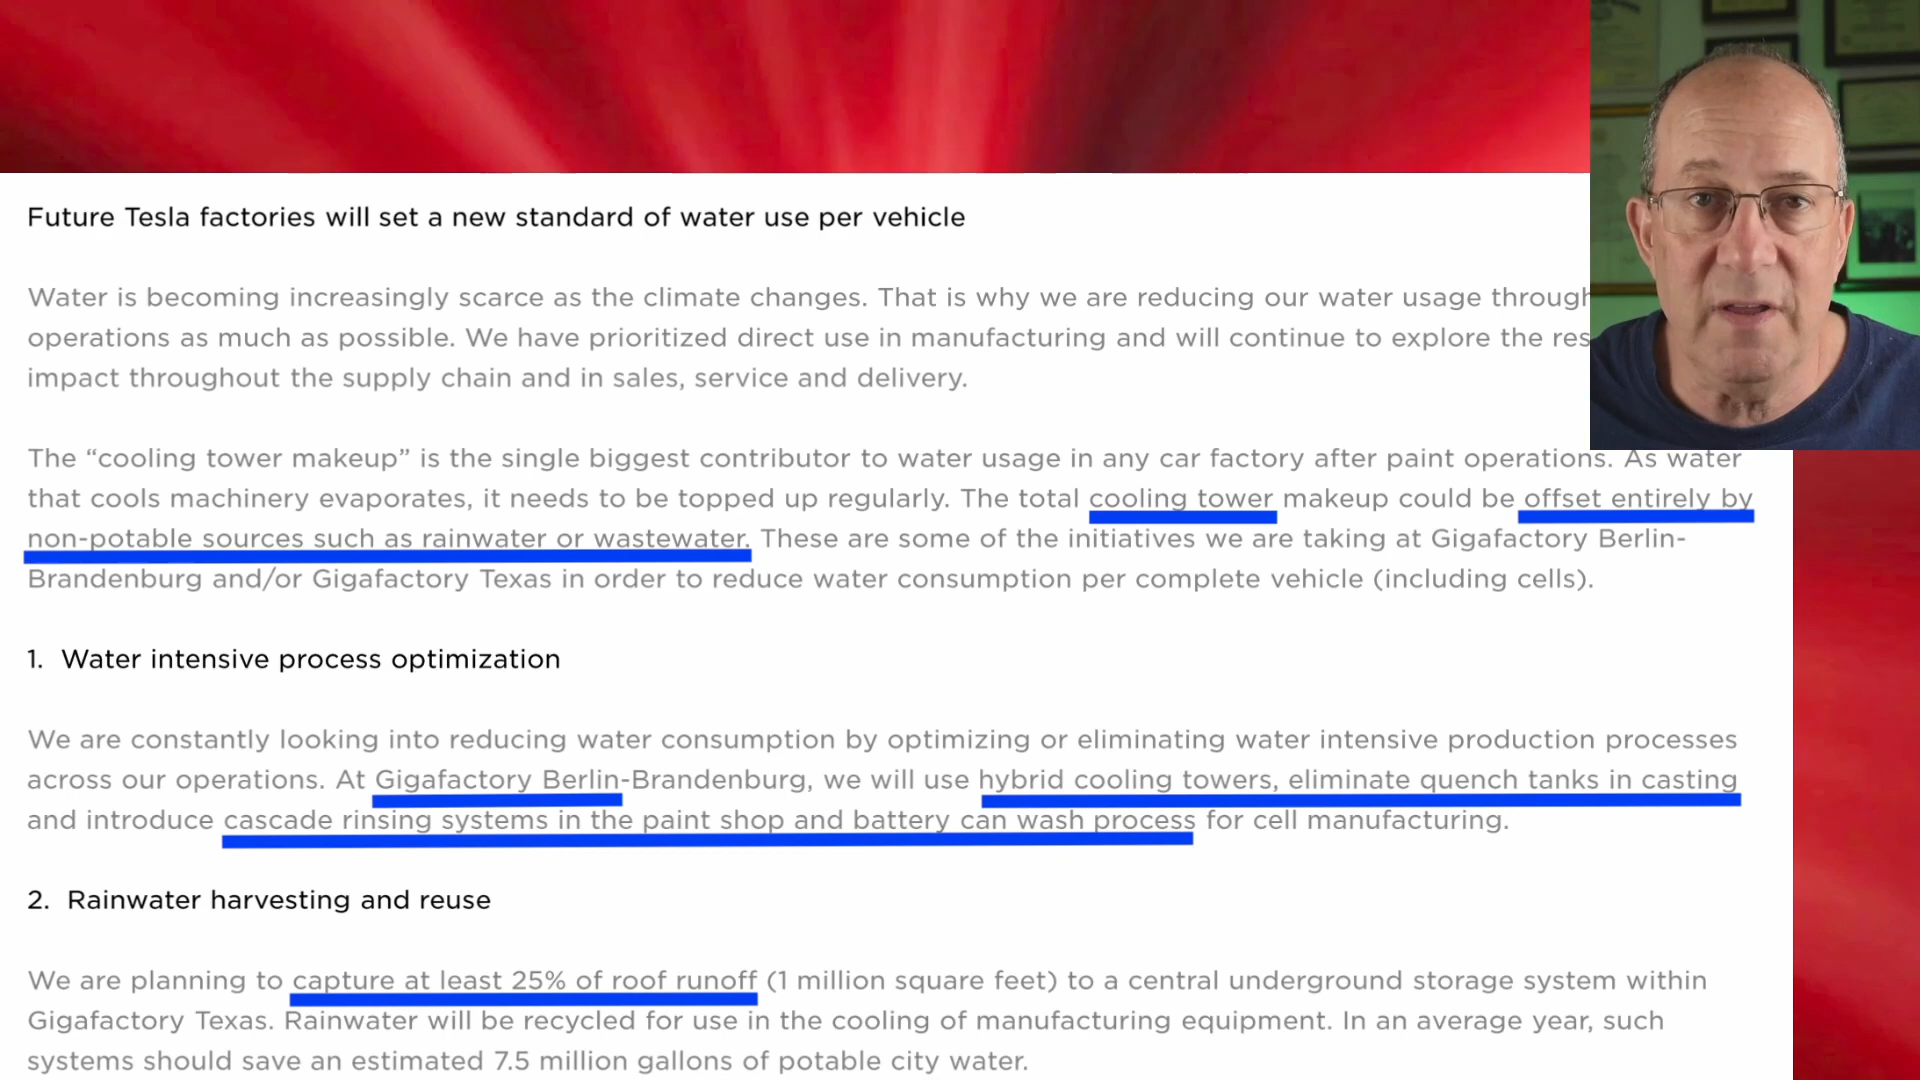 Future Tesla factories will set a new standard of water use per vehicle
Water is becoming increasingly scarce as the climate changes. That is why we are reducing our water usage
operations as much as possible. We have prioritized direct use in manufacturing and will continue to explore the
impact throughout the supply chain and in sales, service and delivery.
The “cooling tower makeup” is the single biggest contributor to water usage in any car factory after paint operations. As water
that cools machinery evaporates, it needs to be topped up regularly. The total cooling tower makeup could be offset entirely by
non-potable sources such as rainwater or wastewater. These are some of the initiatives we are taking at Gigafactory Berlin-
Brandenburg and/or Gigafactory Texas in order to reduce water consumption per complete vehicle (including cells).
1. Water intensive process optimization
We are constantly looking into reducing water consumption by optimizing or eliminating water intensive production processes
across our operations. At Gigafactory Berlin-Brandenburg, we will use hybrid cooling towers, eliminate quench tanks in casting
and introduce cascade rinsing systems in the paint shop and battery can wash process for cell manufacturing.
2. Rainwater harvesting and reuse
We are planning to capture at least 25% of roof runoff (1 million square feet) to a central underground storage system within
Gigafactory Texas. Rainwater will be recycled for use in the cooling of manufacturing equipment. In an average year, such
systems should save an estimated 7.5 million gallons of potable city water.